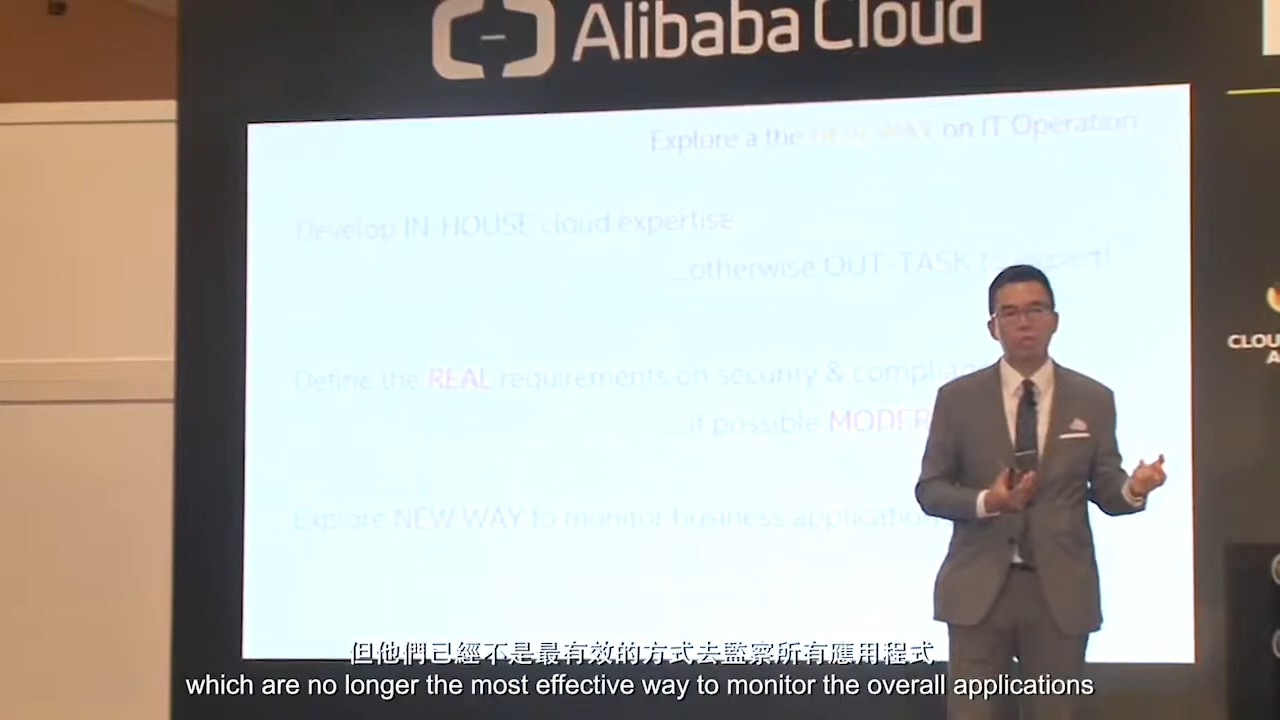 Alibaba Cloud
Explore a the NEW WAY on IT Operation
Develop IN-HOUSE cloud expertise
...otherwise OUT-TASK to expert!
Define the REAL requirements on security &
....if possible
Explore NEW WAY to monitor business applications
CLOU
A
但他們已經不是最有效的方式去監察所有應用程式
which are no longer the most effective way to monitor the overall applications